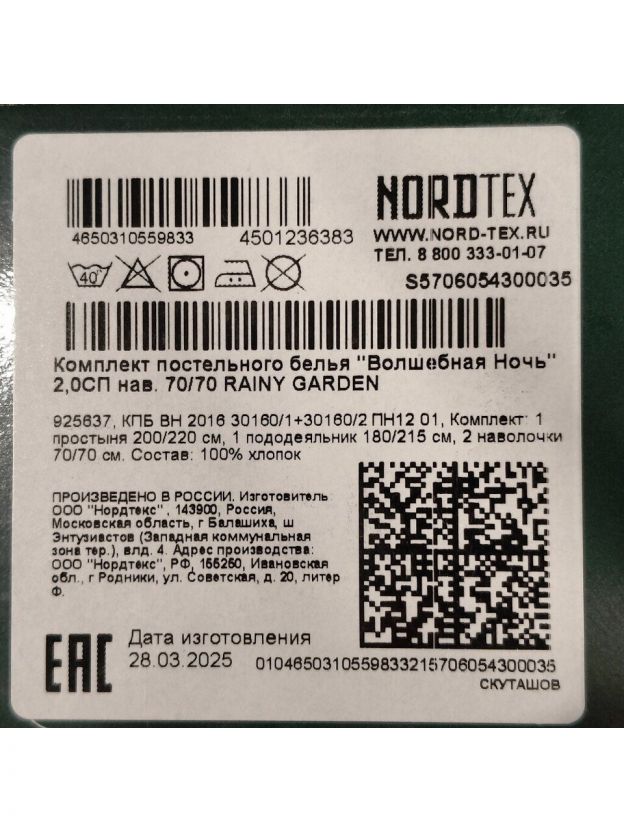 NORDTEX
4650310559833 4501236383
WWW.NORD-TEX.RU
ТЕЛ. 8 800 333-01-07
40°
S5706054300035
Комплект постельного белья "Волшебная Ночь"
2,0СП нав. 70/70 RAINY GARDEN
925637, КПБ ВН 2016 30160/1+30160/2 ПН12 01, Комплект: 1
простыня 200/220 см, 1 пододеяльник 180/215 см, 2 наволочки
70/70 см. Состав: 100% хлопок
ПРОИЗВЕДЕНО В РОССИИ. Изготовитель:
ООО "Нордтекс", 143900, Россия,
Московская область, г Балашиха, ш
Энтузиастов (Западная коммунальная
зона тер.), влд. 4. Адрес производства:
ООО "Нордтекс", РФ, 155250, Ивановская
обл., г Родники, ул. Советская, д. 20, литер
Ф.
EAC
Дата изготовления
28.03.2025
0104650310559833215706054300035
СКУТАШОВ